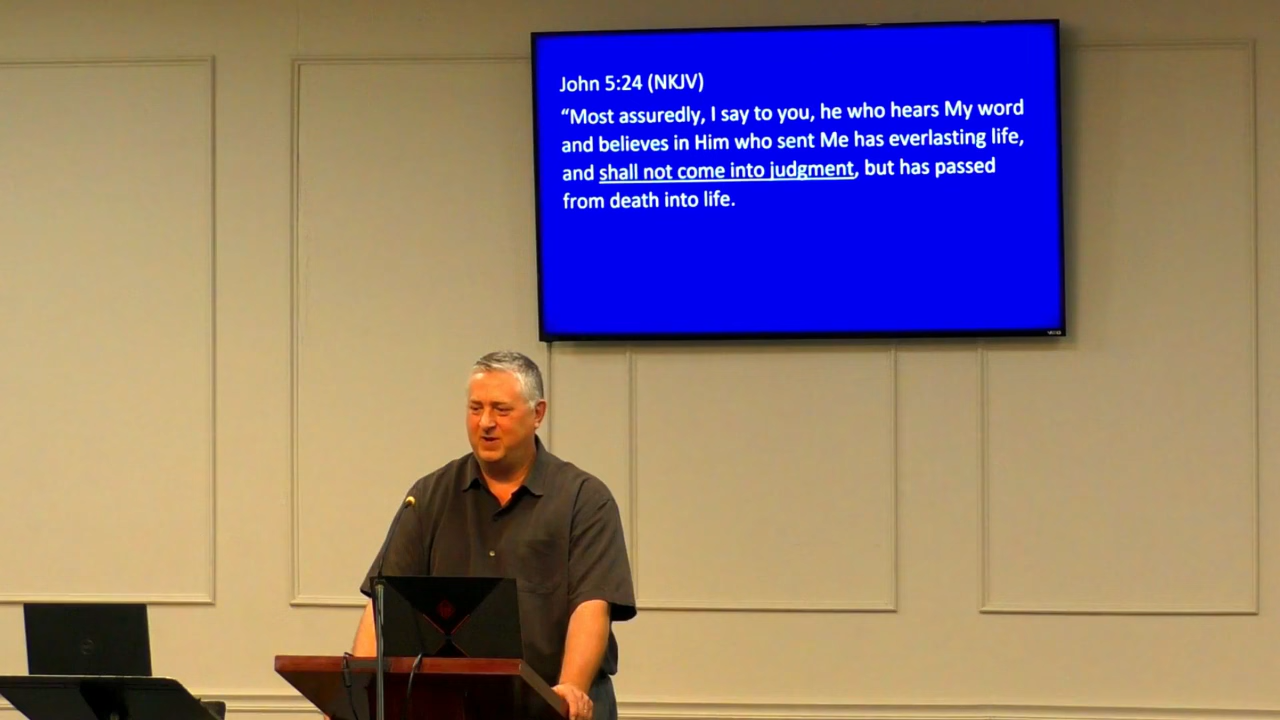 John 5:24 (NKJV)
“Most assuredly, I say to you, he who hears My word
and believes in Him who sent Me has everlasting life,
and shall not come into judgment, but has passed
from death into life.